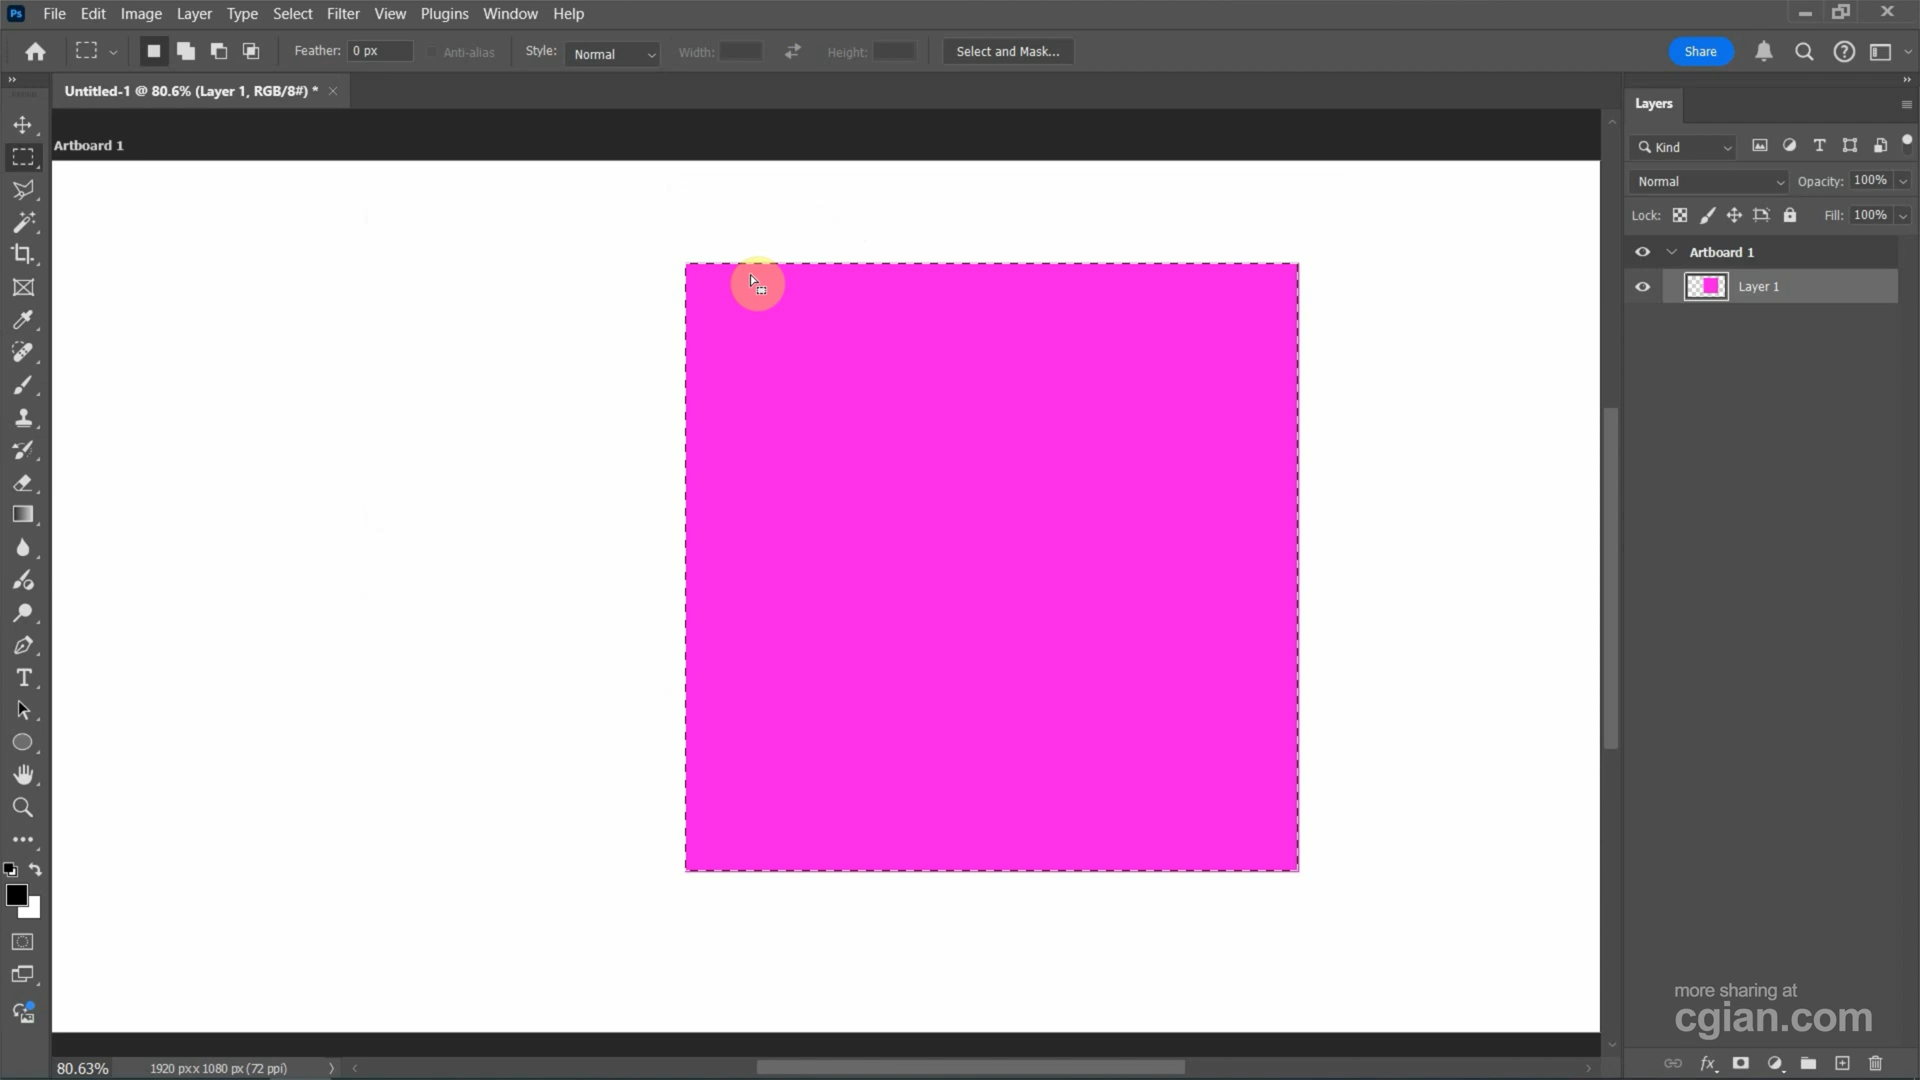 Ps File Edit Image Layer Type Select Filter View Plugins Window Help
Feather: 0 px Anti-alias Style: Normal Width: Height: Select and Mask... Share
Untitled-1 @ 80.6% (Layer 1, RGB/8#) *
Layers
Artboard 1
Kind
Normal Opacity: 100%
Lock: Fill: 100%
Artboard 1
Layer 1
more sharing at
cgian.com
80.63% 1920 px x 1080 px (72 ppi)